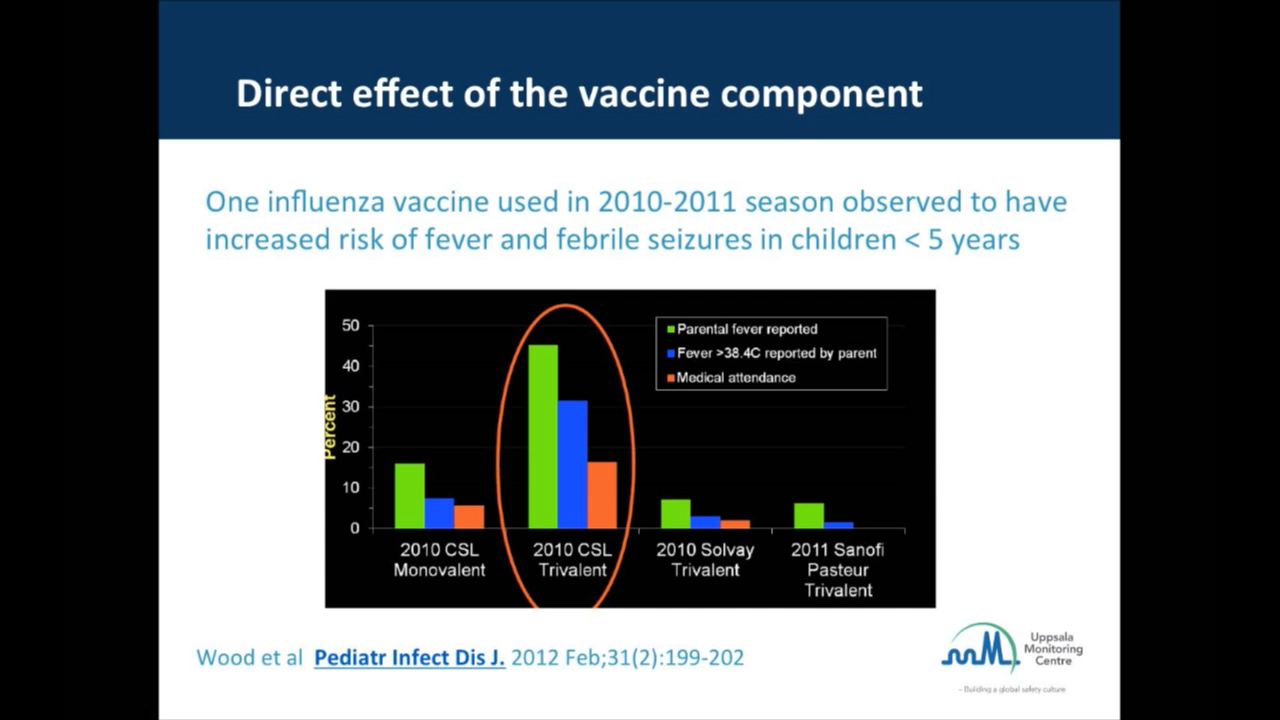 Direct effect of the vaccine component
One influenza vaccine used in 2010-2011 season observed to have
increased risk of fever and febrile seizures in children < 5 years
50
40
30
20
10
0
Percent
Parental fever reported
Fever >38.4C reported by parent
Medical attendance
2010 CSL
Monovalent
2010 CSL
Trivalent
2010 Solvay
Trivalent
2011 Sanofi
Pasteur
Trivalent
Wood et al Pediatr Infect Dis J. 2012 Feb;31(2):199-202
Uppsala
Monitoring
Centre
– Building a global safety culture